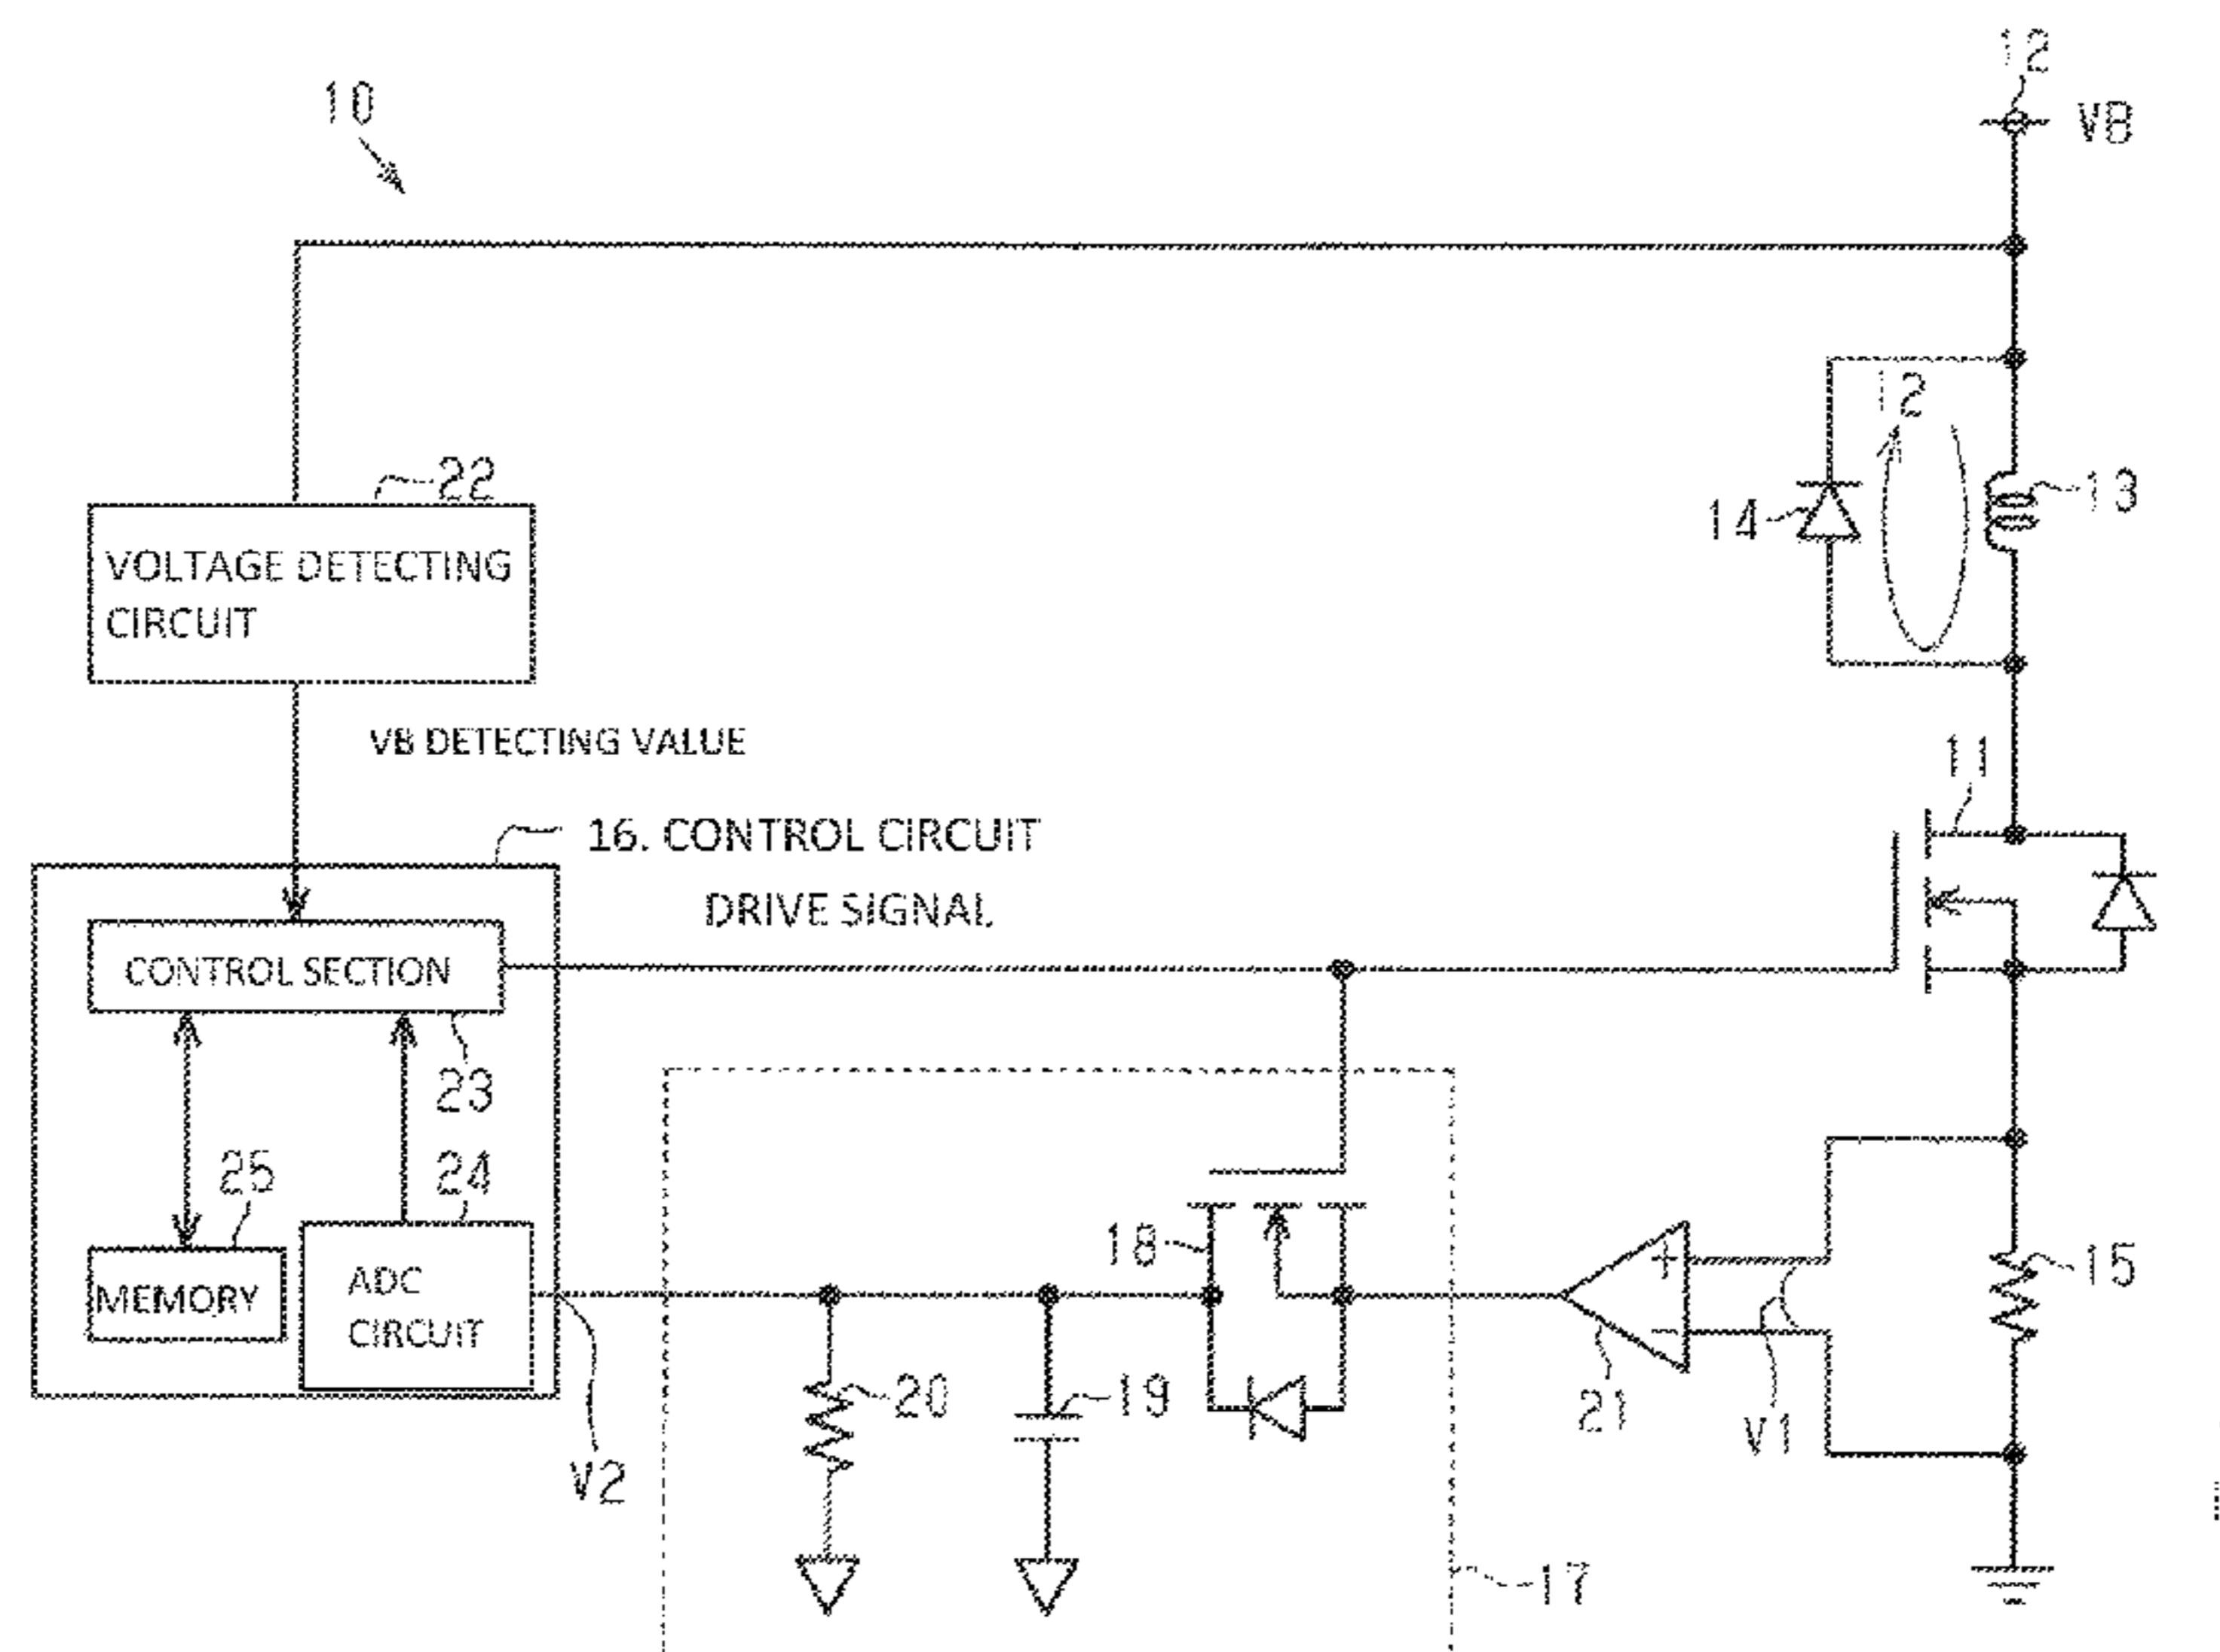 12
VB
10
12
13
14
22
VOLTAGE DETECTING
CIRCUIT
VB DETECTING VALUE
11
16. CONTROL CIRCUIT
DRIVE SIGNAL
CONTROL SECTION
23
25
24
MEMORY
ADC
CIRCUIT
V2
18
20
19
+
−
21
V1
15
17